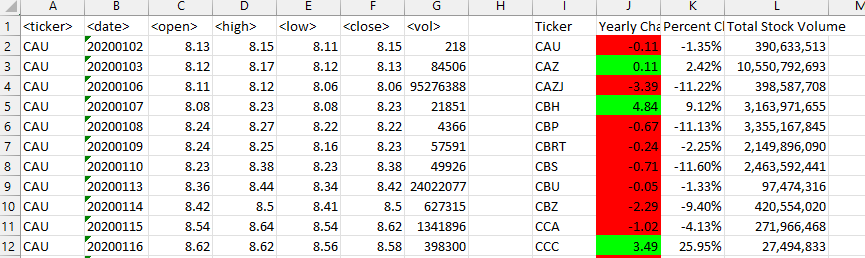 A B C D E F G H I J K L M
1 <ticker> <date> <open> <high> <low> <close> <vol> Ticker Yearly Cha Percent Cl Total Stock Volume
2 CAU 20200102 8.13 8.15 8.11 8.15 218 CAU -0.11 -1.35% 390,633,513
3 CAU 20200103 8.12 8.17 8.12 8.13 84506 CAZ 0.11 2.42% 10,550,792,693
4 CAU 20200106 8.11 8.12 8.06 8.06 95276388 CAZJ -3.39 -11.22% 398,587,708
5 CAU 20200107 8.08 8.23 8.08 8.23 21851 CBH 4.84 9.12% 3,163,971,655
6 CAU 20200108 8.24 8.27 8.22 8.22 4366 CBP -0.67 -11.13% 3,355,167,845
7 CAU 20200109 8.24 8.25 8.16 8.23 57591 CBRT -0.24 -2.25% 2,149,896,090
8 CAU 20200110 8.23 8.38 8.23 8.38 49926 CBS -0.71 -11.60% 2,463,592,441
9 CAU 20200113 8.36 8.44 8.34 8.42 24022077 CBU -0.05 -1.33% 97,474,316
10 CAU 20200114 8.42 8.5 8.41 8.5 627315 CBZ -2.29 -9.40% 420,554,020
11 CAU 20200115 8.54 8.64 8.54 8.62 1341896 CCA -1.02 -4.13% 271,966,468
12 CAU 20200116 8.62 8.62 8.56 8.58 398300 CCC 3.49 25.95% 27,494,833